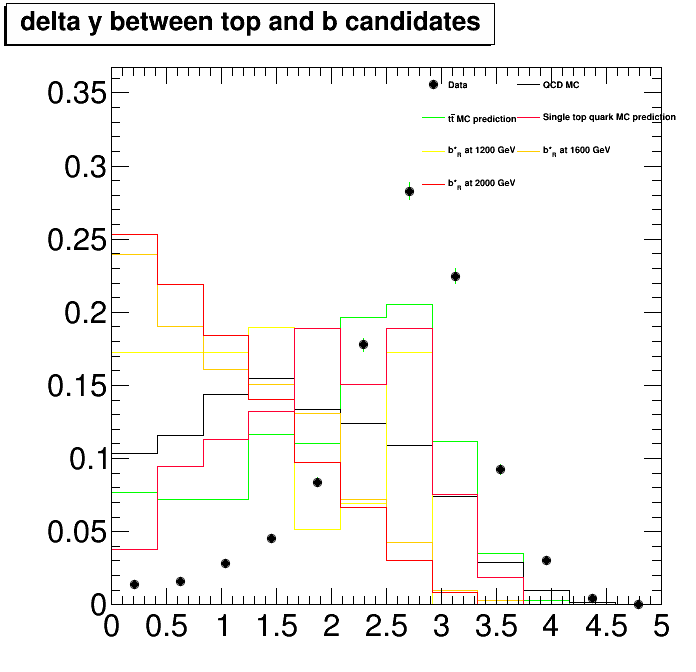 delta y between top and b candidates
Data QCD MC
tt̄ MC prediction Single top quark MC prediction
b*R at 1200 GeV b*R at 1600 GeV
b*R at 2000 GeV
0.35
0.3
0.25
0.2
0.15
0.1
0.05
0
0 0.5 1 1.5 2 2.5 3 3.5 4 4.5 5